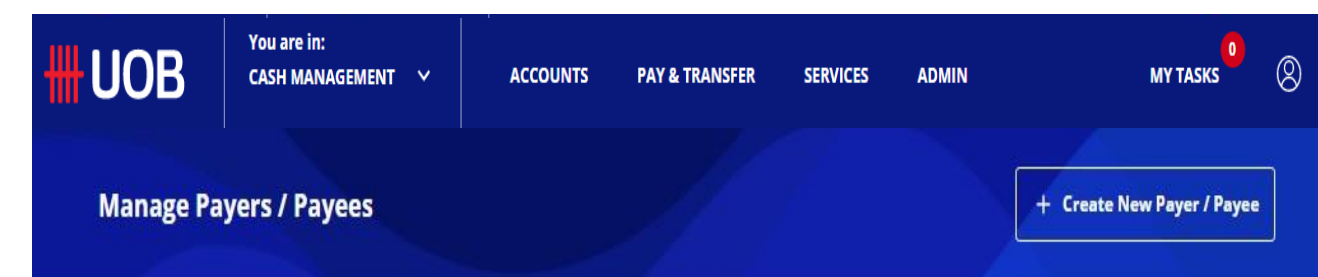 UOB
You are in:
CASH MANAGEMENT
ACCOUNTS
PAY & TRANSFER
SERVICES
ADMIN
MY TASKS
0
Manage Payers / Payees
+ Create New Payer / Payee